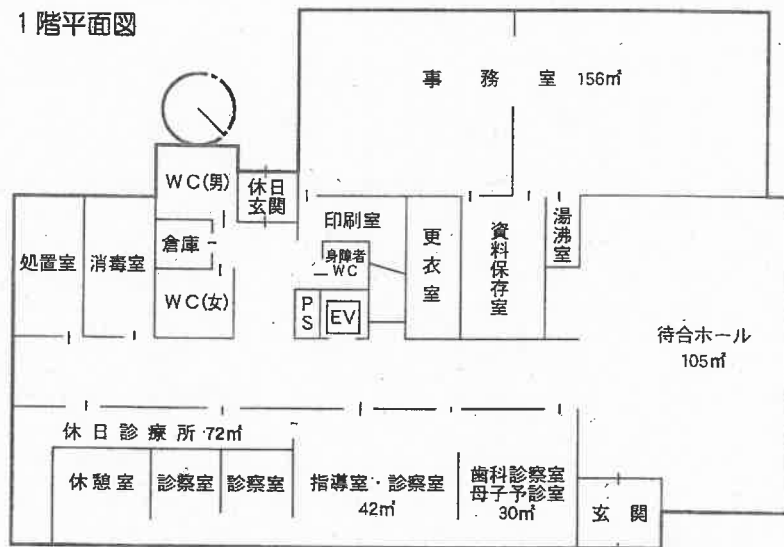 1階平面図
事務室 156㎡
WC(男)
休日
玄関
印刷室
湯沸室
倉庫
処置室
消毒室
身障者
WC
更衣室
資料保存室
WC(女)
PS
EV
待合ホール
105㎡
休日診療所 72㎡
休憩室
診察室
診察室
指導室・診察室
42㎡
歯科診察室
母子予診室
30㎡
玄関